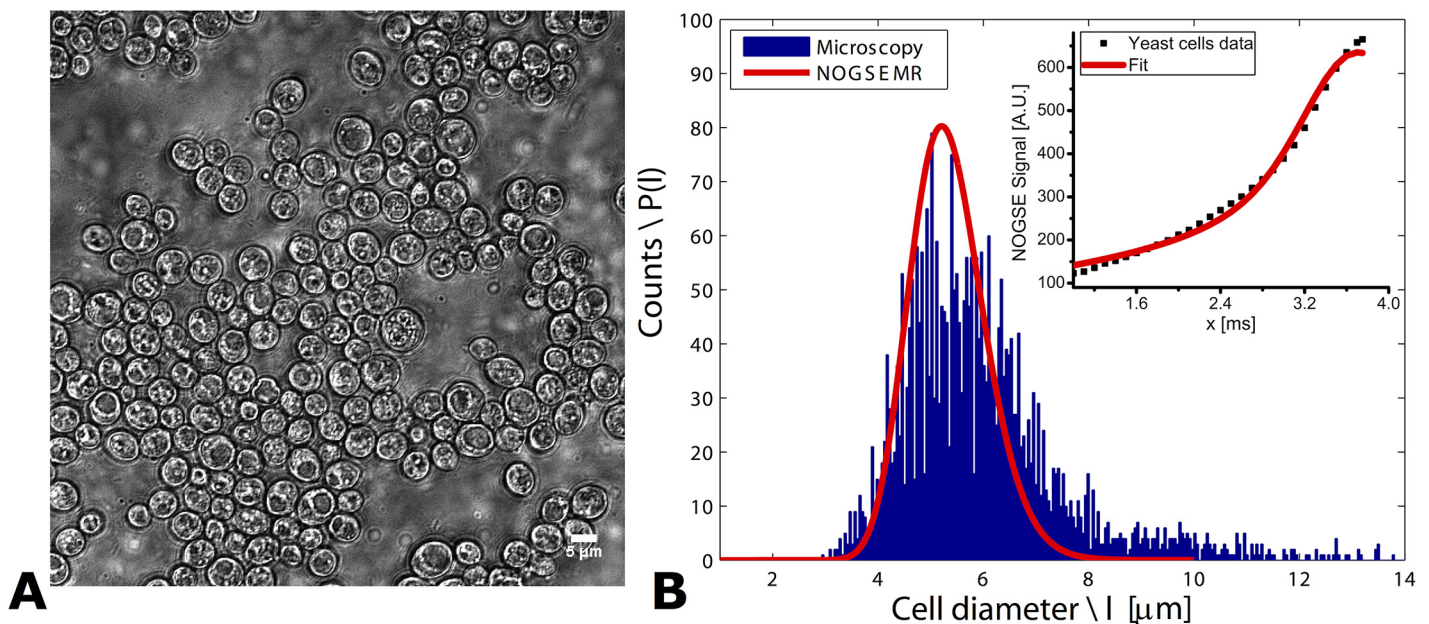 5 µm
A
B
Counts \ P(l)
100
90
80
70
60
50
40
30
20
10
0
2
4
6
8
10
12
14
Cell diameter \ l [µm]
Microscopy
NOGSE MR
NOGSE Signal [A.U.]
600
500
400
300
200
100
1.6
2.4
3.2
4.0
x [ms]
Yeast cells data
Fit